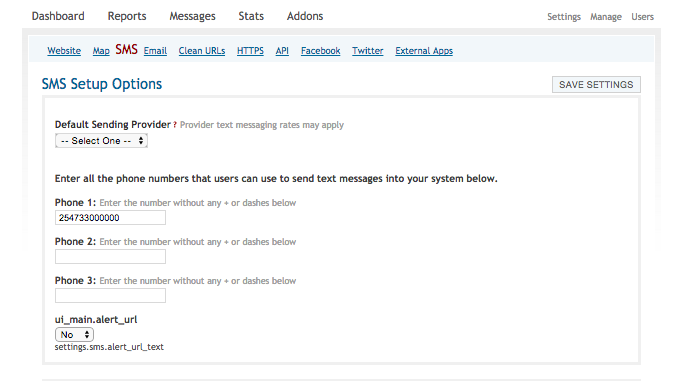 Dashboard Reports Messages Stats Addons Settings Manage Users
Website Map SMS Email Clean URLs HTTPS API Facebook Twitter External Apps
SMS Setup Options SAVE SETTINGS
Default Sending Provider ? Provider text messaging rates may apply
-- Select One --
Enter all the phone numbers that users can use to send text messages into your system below.
Phone 1: Enter the number without any + or dashes below
254733000000
Phone 2: Enter the number without any + or dashes below
Phone 3: Enter the number without any + or dashes below
ui_main.alert_url
No
settings.sms.alert_url_text